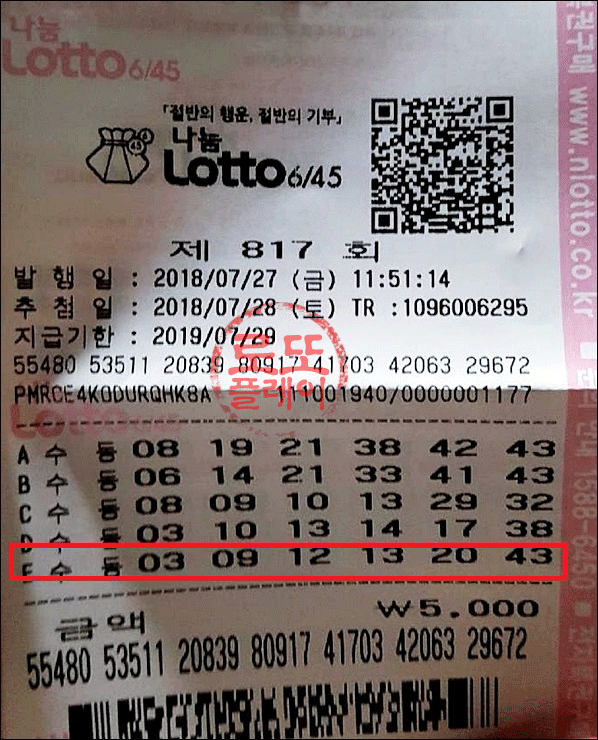 나눔
Lotto 6/45
「절반의 행운, 절반의 기부」
나눔
Lotto 6/45
제 817 회
발 행 일 : 2018/07/27 (금) 11:51:14
추 첨 일 : 2018/07/28 (토) TR :1096006295
지급기한 : 2019/07/29
55480 53511 20839 80917 41703 42063 29672
PMRCE4KODURQHK8A 111001940/0000001177
로또
플레이
A 수 동 08 19 21 38 42 43
B 수 동 06 14 21 33 41 43
C 수 동 08 09 10 13 29 32
D 수 동 03 10 13 14 17 38
E 수 동 03 09 12 13 20 43
금액 ₩5,000
55480 53511 20839 80917 41703 42063 29672
권구매 www.nlotto.co.kr
1588-6450
Lotto